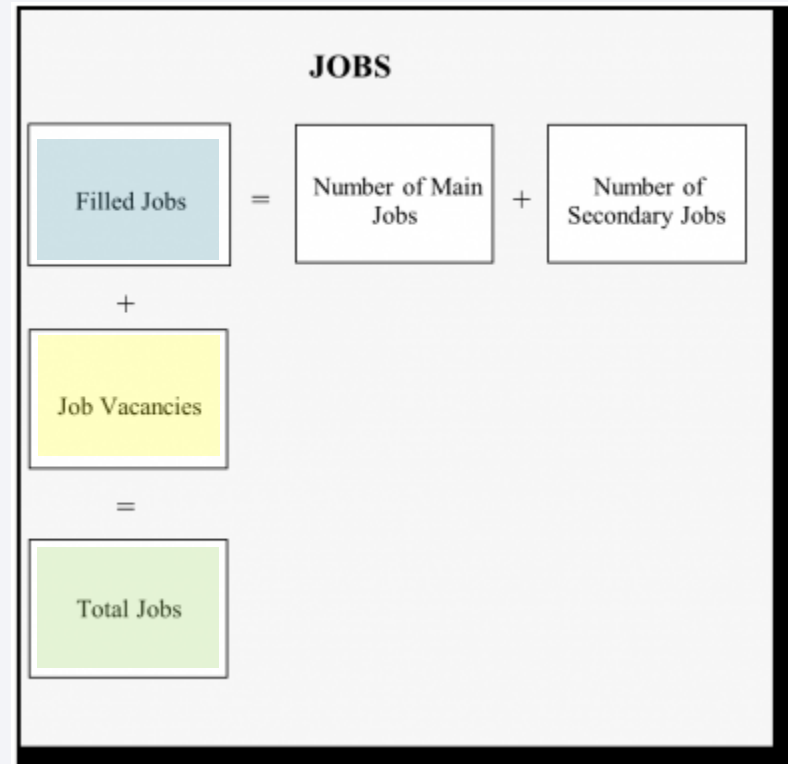 JOBS
Filled Jobs
=
Number of Main
Jobs
+
Number of
Secondary Jobs
+
Job Vacancies
=
Total Jobs